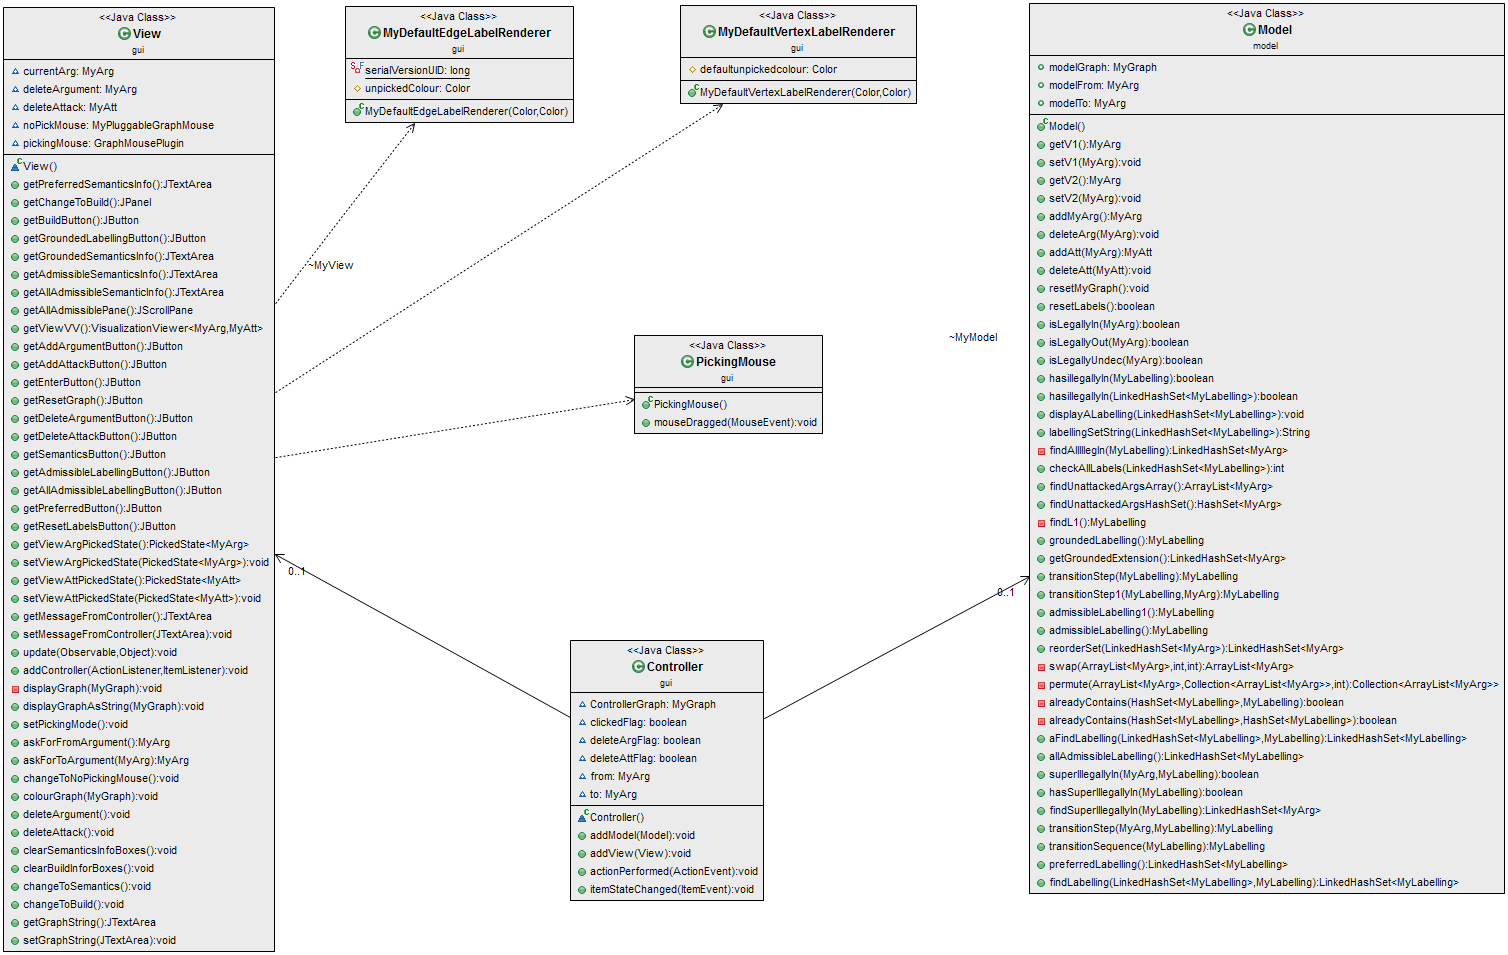 <<Java Class>>
View
gui
currentArg: MyArg
deleteArgument: MyArg
deleteAttack: MyAtt
noPickMouse: MyPluggableGraphMouse
pickingMouse: GraphMousePlugin
View()
getPreferredSemanticsInfo():JTextArea
getChangeToBuild():JPanel
getBuildButton():JButton
getGroundedLabellingButton():JButton
getGroundedSemanticsInfo():JTextArea
getAdmissibleSemanticsInfo():JTextArea
getAllAdmissibleSemanticInfo():JTextArea
getAllAdmissiblePane():JScrollPane
getViewVV():VisualizationViewer<MyArg,MyAtt>
getAddArgumentButton():JButton
getAddAttackButton():JButton
getEnterButton():JButton
getResetGraph():JButton
getDeleteArgumentButton():JButton
getDeleteAttackButton():JButton
getSemanticsButton():JButton
getAdmissibleLabellingButton():JButton
getAllAdmissibleLabellingButton():JButton
getPreferredButton():JButton
getResetLabelsButton():JButton
getViewArgPickedState():PickedState<MyArg>
setViewArgPickedState(PickedState<MyArg>):void
getViewAttPickedState():PickedState<MyAtt>
setViewAttPickedState(PickedState<MyAtt>):void
getMessageFromController():JTextArea
setMessageFromController(JTextArea):void
update(Observable,Object):void
addController(ActionListener,ItemListener):void
displayGraph(MyGraph):void
displayGraphAsString(MyGraph):void
setPickingMode():void
askForFromArgument():MyArg
askForToArgument(MyArg):MyArg
changeToNoPickingMouse():void
colourGraph(MyGraph):void
deleteArgument():void
deleteAttack():void
clearSemanticsInfoBoxes():void
clearBuildInforBoxes():void
changeToSemantics():void
changeToBuild():void
getGraphString():JTextArea
setGraphString(JTextArea):void
<<Java Class>>
MyDefaultEdgeLabelRenderer
gui
serialVersionUID: long
unpickedColour: Color
MyDefaultEdgeLabelRenderer(Color,Color)
<<Java Class>>
MyDefaultVertexLabelRenderer
gui
defaultunpickedcolour: Color
MyDefaultVertexLabelRenderer(Color,Color)
~MyView
0..1
<<Java Class>>
PickingMouse
gui
PickingMouse()
mouseDragged(MouseEvent):void
<<Java Class>>
Controller
gui
ControllerGraph: MyGraph
clickedFlag: boolean
deleteArgFlag: boolean
deleteAttFlag: boolean
from: MyArg
to: MyArg
Controller()
addModel(Model):void
addView(View):void
actionPerformed(ActionEvent):void
itemStateChanged(ItemEvent):void
~MyModel
0..1
<<Java Class>>
Model
model
modelGraph: MyGraph
modelFrom: MyArg
modelTo: MyArg
Model()
getV1():MyArg
setV1(MyArg):void
getV2():MyArg
setV2(MyArg):void
addMyArg():MyArg
deleteArg(MyArg):void
addAtt(MyArg):MyAtt
deleteAtt(MyAtt):void
resetMyGraph():void
resetLabels():boolean
isLegallyIn(MyArg):boolean
isLegallyOut(MyArg):boolean
isLegallyUndec(MyArg):boolean
hasillegallyIn(MyLabelling):boolean
hasillegallyIn(LinkedHashSet<MyLabelling>):boolean
displayALabelling(LinkedHashSet<MyLabelling>):void
labellingSetString(LinkedHashSet<MyLabelling>):String
findAllIllegIn(MyLabelling):LinkedHashSet<MyArg>
checkAllLabels(LinkedHashSet<MyLabelling>):int
findUnattackedArgsArray():ArrayList<MyArg>
findUnattackedArgsHashSet():HashSet<MyArg>
findL1():MyLabelling
groundedLabelling():MyLabelling
getGroundedExtension():LinkedHashSet<MyArg>
transitionStep(MyLabelling):MyLabelling
transitionStep1(MyLabelling,MyArg):MyLabelling
admissibleLabelling1():MyLabelling
admissibleLabelling():MyLabelling
reorderSet(LinkedHashSet<MyArg>):LinkedHashSet<MyArg>
swap(ArrayList<MyArg>,int,int):ArrayList<MyArg>
permute(ArrayList<MyArg>,Collection<ArrayList<MyArg>>,int):Collection<ArrayList<MyArg>>
alreadyContains(HashSet<MyLabelling>,MyLabelling):boolean
alreadyContains(HashSet<MyLabelling>,HashSet<MyLabelling>):boolean
aFindLabelling(LinkedHashSet<MyLabelling>,MyLabelling):LinkedHashSet<MyLabelling>
allAdmissibleLabelling():LinkedHashSet<MyLabelling>
superIllegallyIn(MyArg,MyLabelling):boolean
hasSuperIllegallyIn(MyLabelling):boolean
findSuperIllegallyIn(MyLabelling):LinkedHashSet<MyArg>
transitionStep(MyArg,MyLabelling):MyLabelling
transitionSequence(MyLabelling):MyLabelling
preferredLabelling():LinkedHashSet<MyLabelling>
findLabelling(LinkedHashSet<MyLabelling>,MyLabelling):LinkedHashSet<MyLabelling>